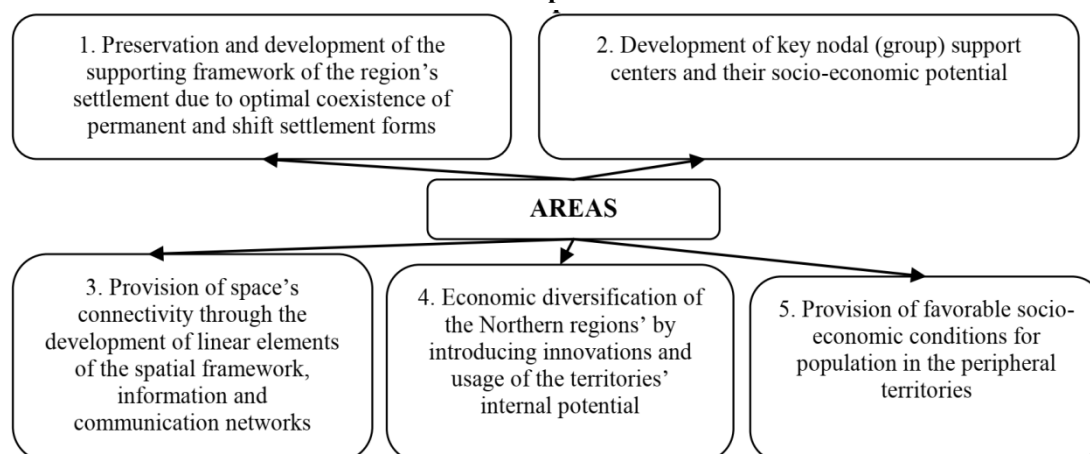 1. Preservation and development of the
supporting framework of the region's
settlement due to optimal coexistence of
permanent and shift settlement forms
2. Development of key nodal (group) support
centers and their socio-economic potential
AREAS
3. Provision of space's
connectivity through the
development of linear elements
of the spatial framework,
information and
communication networks
4. Economic diversification of
the Northern regions' by
introducing innovations and
usage of the territories'
internal potential
5. Provision of favorable socio-
economic conditions for
population in the peripheral
territories